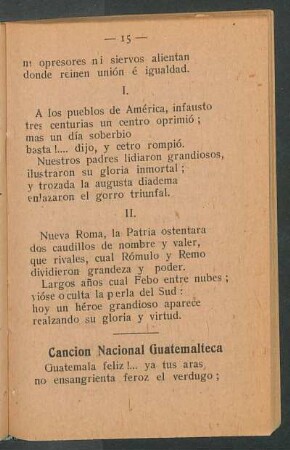 — 15 —
ni opresores ni siervos alientan
donde reinen unión é igualdad.
I.
A los pueblos de América, infausto
tres centurias un centro oprimió;
mas un día soberbio
basta!.... dijo, y cetro rompió.
Nuestros padres lidiaron grandiosos,
ilustraron su gloria inmortal;
y trozada la augusta diadema
enlazaron el gorro triunfal.
II.
Nueva Roma, la Patria ostentara
dos caudillos de nombre y valer,
que rivales, cual Rómulo y Remo
dividieron grandeza y poder.
Largos años cual Febo entre nubes;
vióse oculta la perla del Sud:
hoy un héroe grandioso aparece
realzando su gloria y virtud.
Cancion Nacional Guatemalteca
Guatemala feliz!... ya tus aras
no ensangrienta feroz el verdugo;